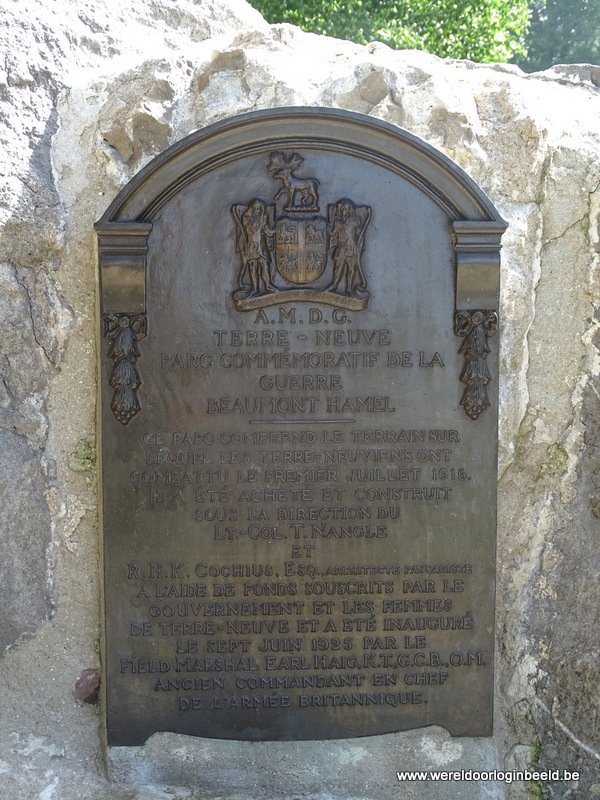 A.M.D.G.
TERRE - NEUVE
PARC COMMÉMORATIF DE LA
GUERRE
BEAUMONT HAMEL
CE PARC COMPREND LE TERRAIN SUR
LEQUEL LES TERRE-NEUVIENS ONT
COMBATTU LE PREMIER JUILLET 1916.
IL A ÉTÉ ACHETÉ ET CONSTRUIT
SOUS LA DIRECTION DU
LT.-COL. T. NANGLE
ET
R. H. K. COCHIUS, ESQ., ARCHITECTE PAYSAGISTE
A L'AIDE DE FONDS SOUSCRITS PAR LE
GOUVERNEMENT ET LES FEMMES
DE TERRE-NEUVE ET A ÉTÉ INAUGURÉ
LE SEPT JUIN 1925 PAR LE
FIELD MARSHAL EARL HAIG, K.T., G.C.B., O.M.
ANCIEN COMMANDANT EN CHEF
DE L'ARMÉE BRITANNIQUE.
www.wereldoorloginbeeld.be